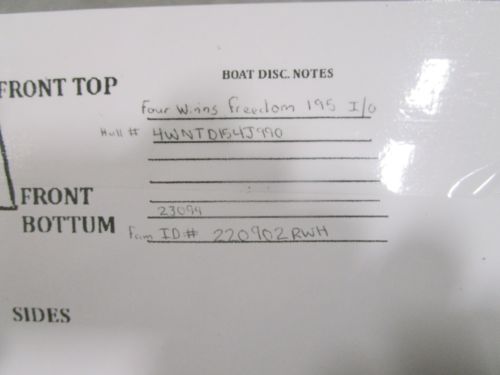 BOAT DISC. NOTES
FRONT TOP
Four Winns Freedom 195 I/O
Hull # 4WNTD154J990
FRONT
BOTTUM
23094
Fam ID# 220902RWH
SIDES